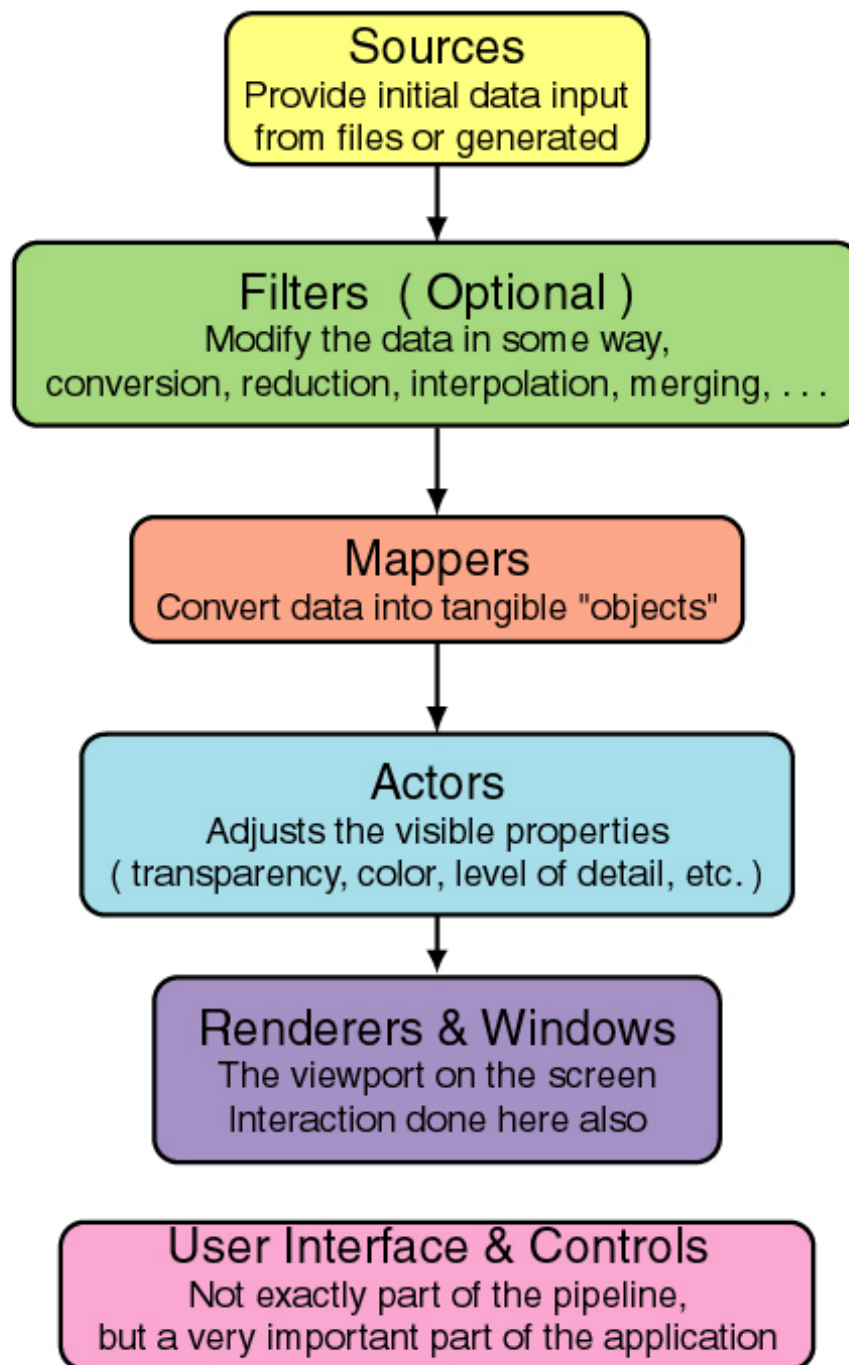 Sources
Provide initial data input
from files or generated
Filters ( Optional )
Modify the data in some way,
conversion, reduction, interpolation, merging, . . .
Mappers
Convert data into tangible "objects"
Actors
Adjusts the visible properties
( transparency, color, level of detail, etc. )
Renderers & Windows
The viewport on the screen
Interaction done here also
User Interface & Controls
Not exactly part of the pipeline,
but a very important part of the application